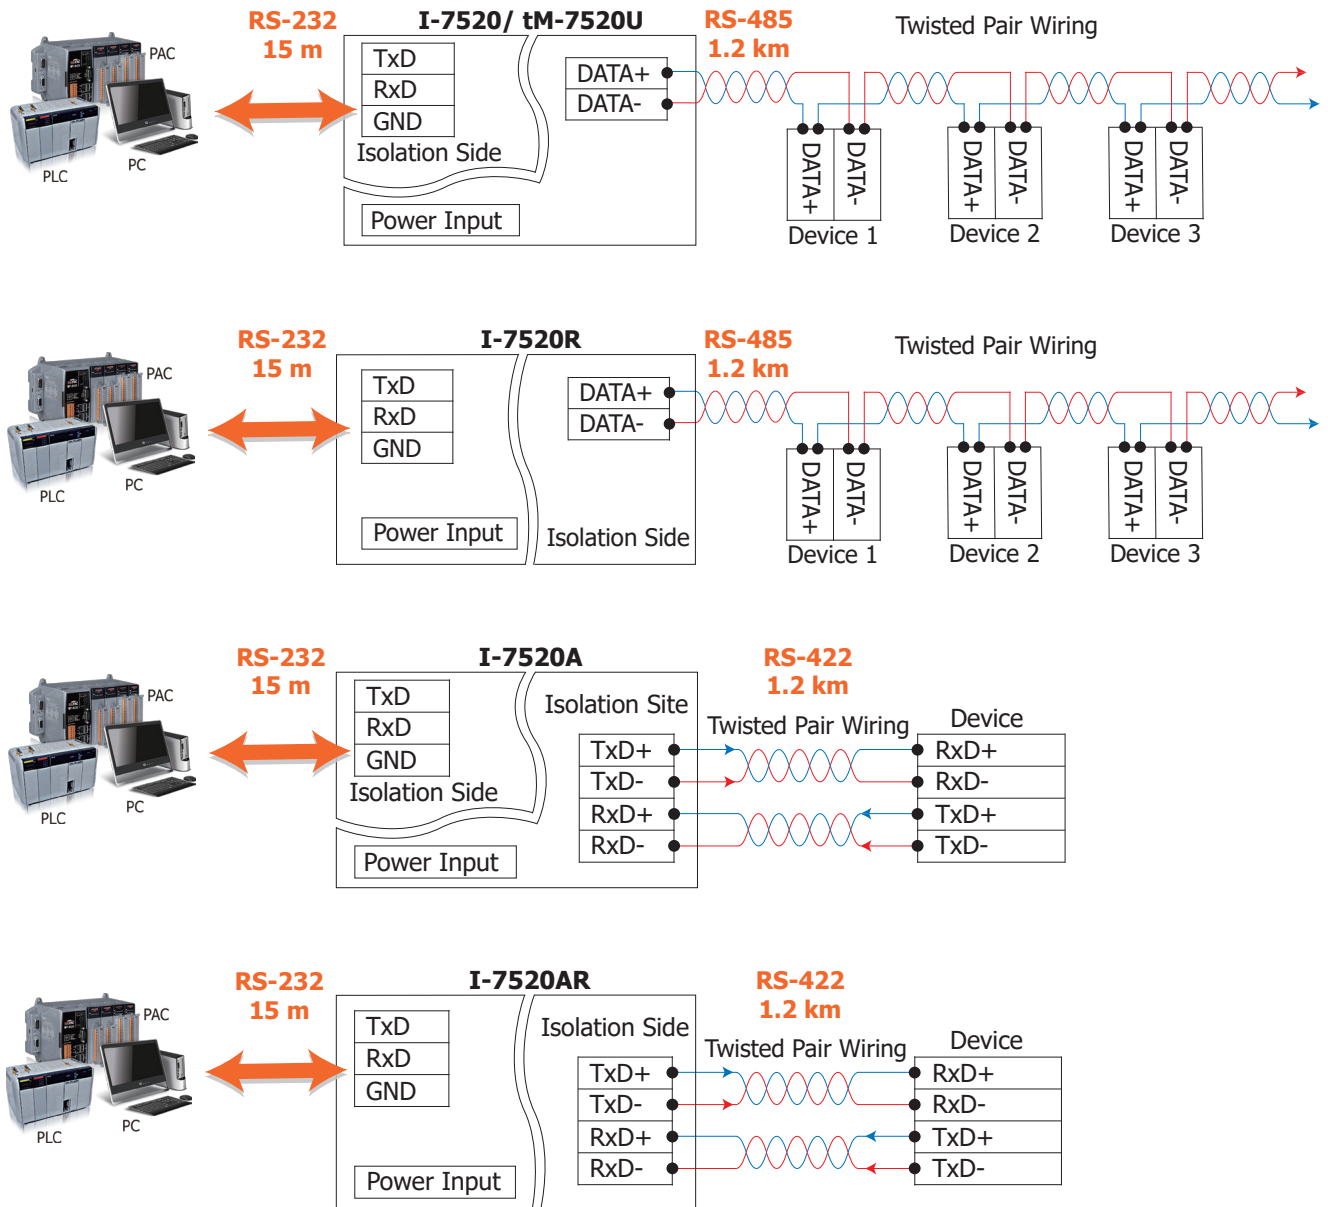 RS-232
15 m
I-7520/ tM-7520U
RS-485
1.2 km
Twisted Pair Wiring
PAC
PLC
PC
TxD
RxD
GND
Isolation Side
Power Input
DATA+
DATA-
DATA+
DATA-
Device 1
DATA+
DATA-
Device 2
DATA+
DATA-
Device 3
RS-232
15 m
I-7520R
RS-485
1.2 km
Twisted Pair Wiring
PAC
PLC
PC
TxD
RxD
GND
Power Input
DATA+
DATA-
Isolation Side
DATA+
DATA-
Device 1
DATA+
DATA-
Device 2
DATA+
DATA-
Device 3
RS-232
15 m
I-7520A
RS-422
1.2 km
PAC
PLC
PC
TxD
RxD
GND
Isolation Side
Power Input
Isolation Site
TxD+
TxD-
RxD+
RxD-
Twisted Pair Wiring
Device
RxD+
RxD-
TxD+
TxD-
RS-232
15 m
I-7520AR
RS-422
1.2 km
PAC
PLC
PC
TxD
RxD
GND
Power Input
Isolation Side
TxD+
TxD-
RxD+
RxD-
Twisted Pair Wiring
Device
RxD+
RxD-
TxD+
TxD-